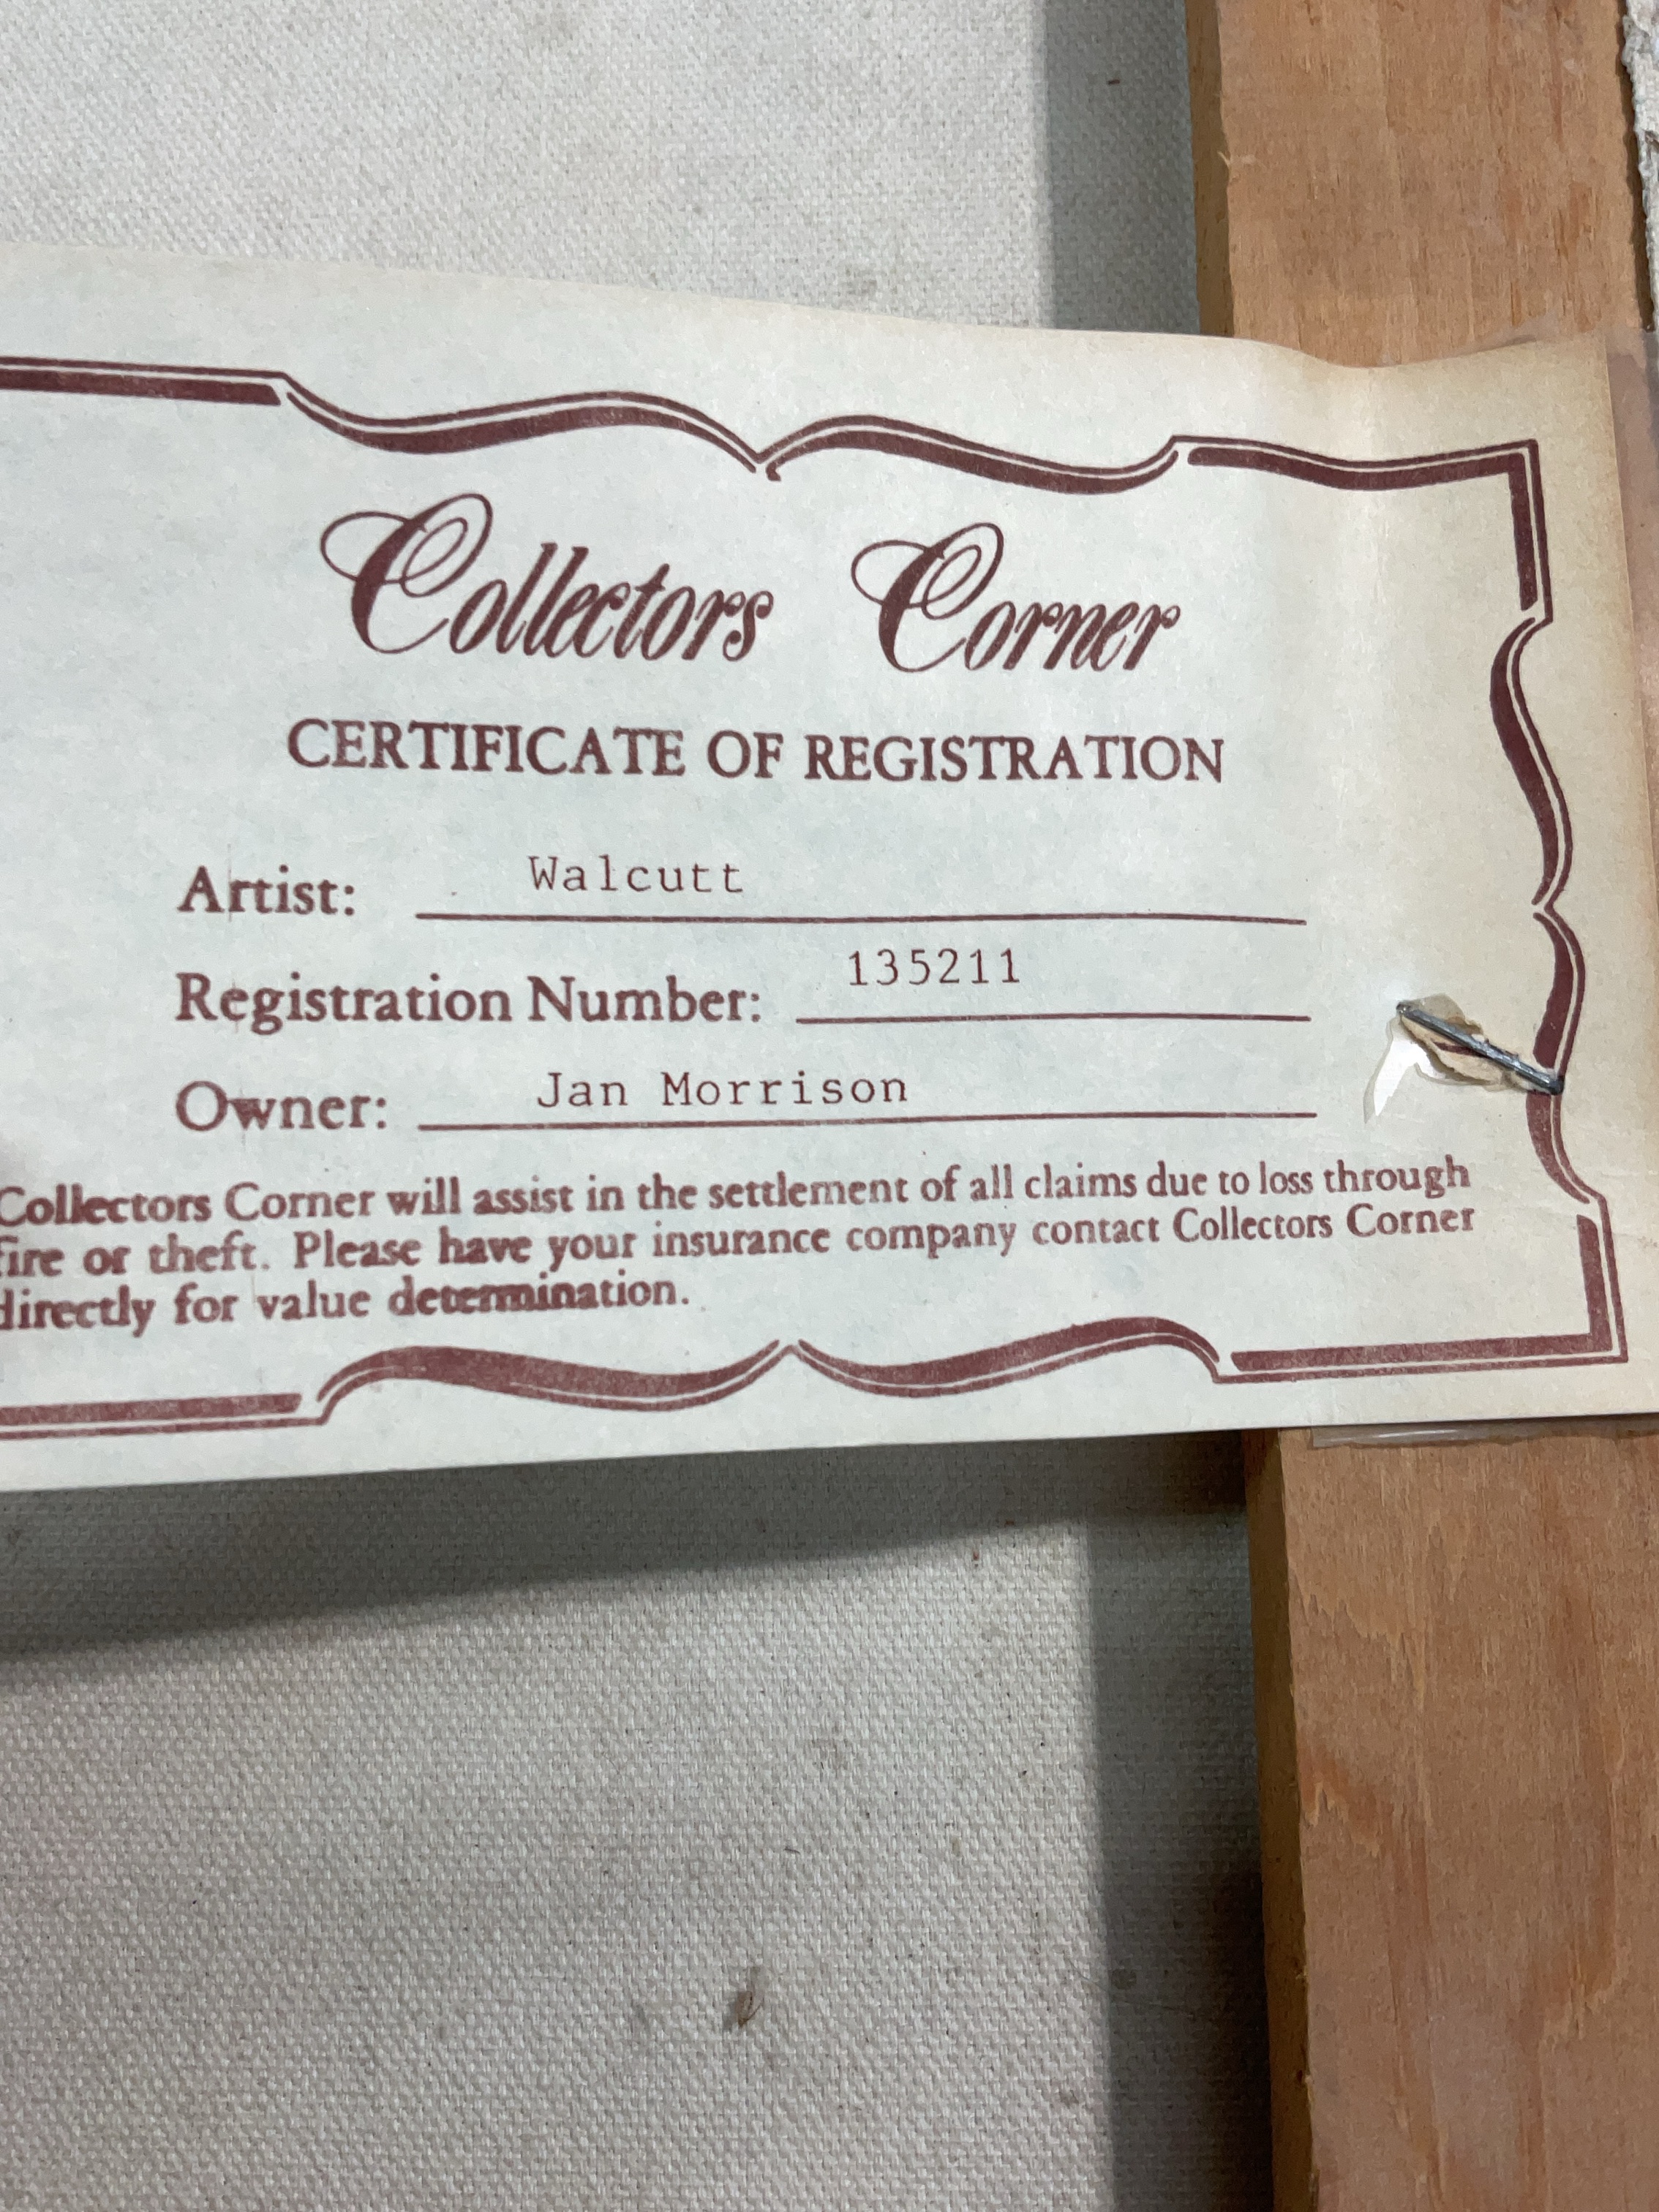 Collectors Corner
CERTIFICATE OF REGISTRATION
Artist: Walcutt
Registration Number: 135211
Owner: Jan Morrison
Collectors Corner will assist in the settlement of all claims due to loss through
fire or theft. Please have your insurance company contact Collectors Corner
directly for value determination.